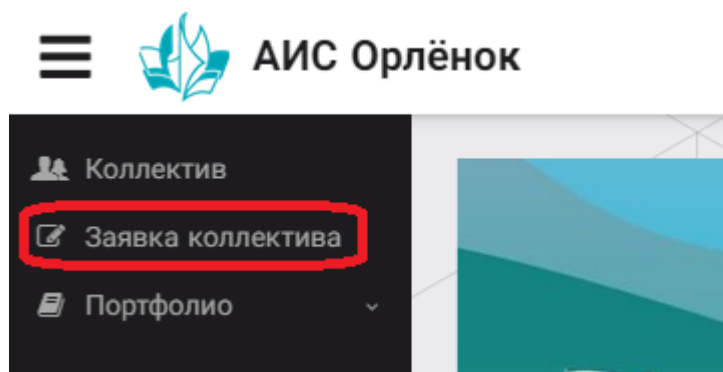 АИС Орлёнок
Коллектив
Заявка коллектива
Портфолио